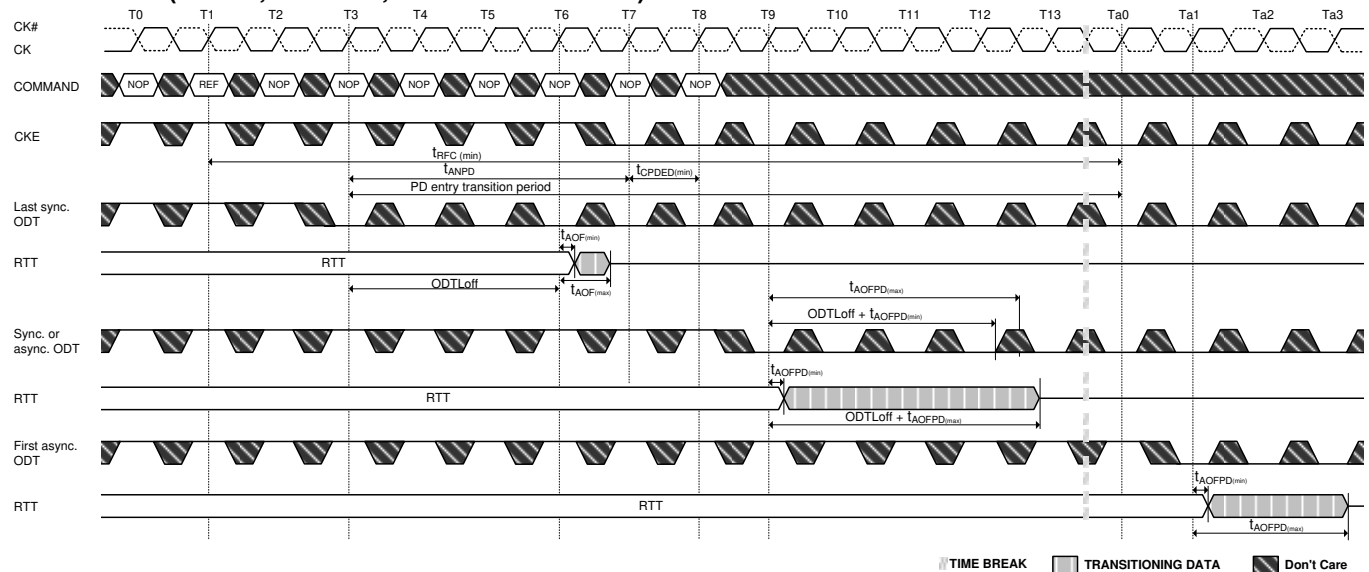 T0 T1 T2 T3 T4 T5 T6 T7 T8 T9 T10 T11 T12 T13 Ta0 Ta1 Ta2 Ta3
CK#
CK
COMMAND NOP REF NOP NOP NOP NOP NOP NOP NOP
CKE
tRFC (min)
tANPD tCPDED(min)
PD entry transition period
Last sync.
ODT
tAOF(min)
RTT RTT
ODTLoff tAOF(max)
tAOFPD(max)
ODTLoff + tAOFPD(min)
Sync. or
async. ODT
tAOFPD(min)
RTT RTT
ODTLoff + tAOFPD(max)
First async.
ODT
tAOFPD(min)
RTT RTT
tAOFPD(max)
TIME BREAK TRANSITIONING DATA Don't Care